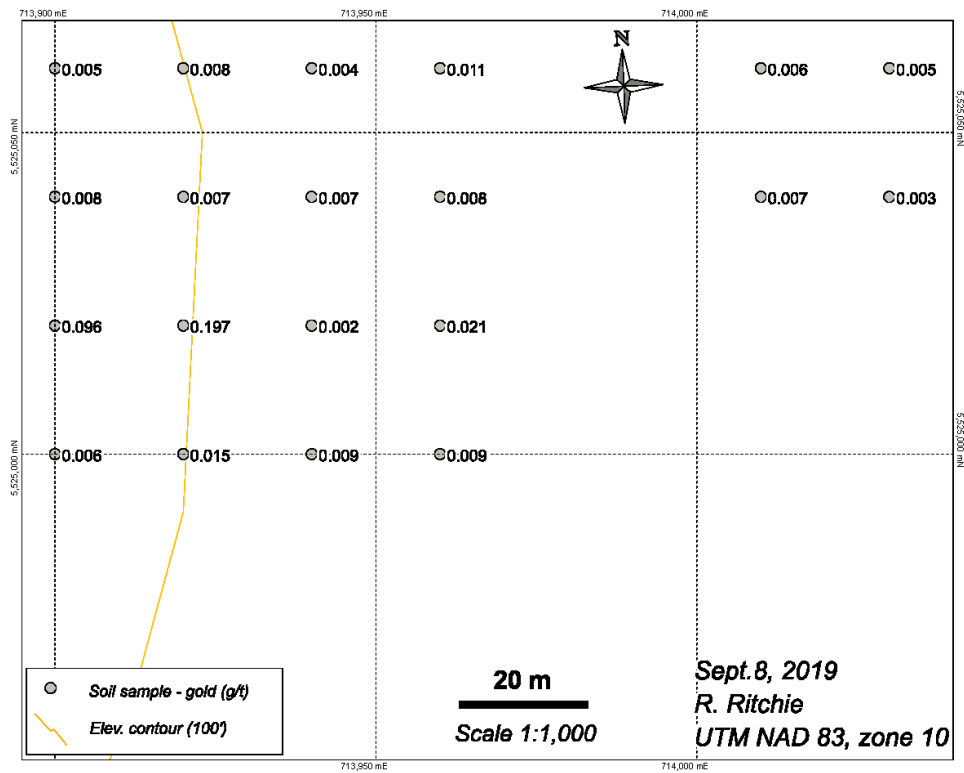 713,900 mE 713,950 mE 714,000 mE
N
0.005 0.008 0.004 0.011 0.006 0.005
5,525,050 mN 5,525,050 mN
0.008 0.007 0.007 0.008 0.007 0.003
0.096 0.197 0.002 0.021
5,525,000 mN 5,525,000 mN
0.006 0.015 0.009 0.009
Soil sample - gold (g/t)
Elev. contour (100')
20 m
Scale 1:1,000
Sept.8, 2019
R. Ritchie
UTM NAD 83, zone 10
713,950 mE 714,000 mE